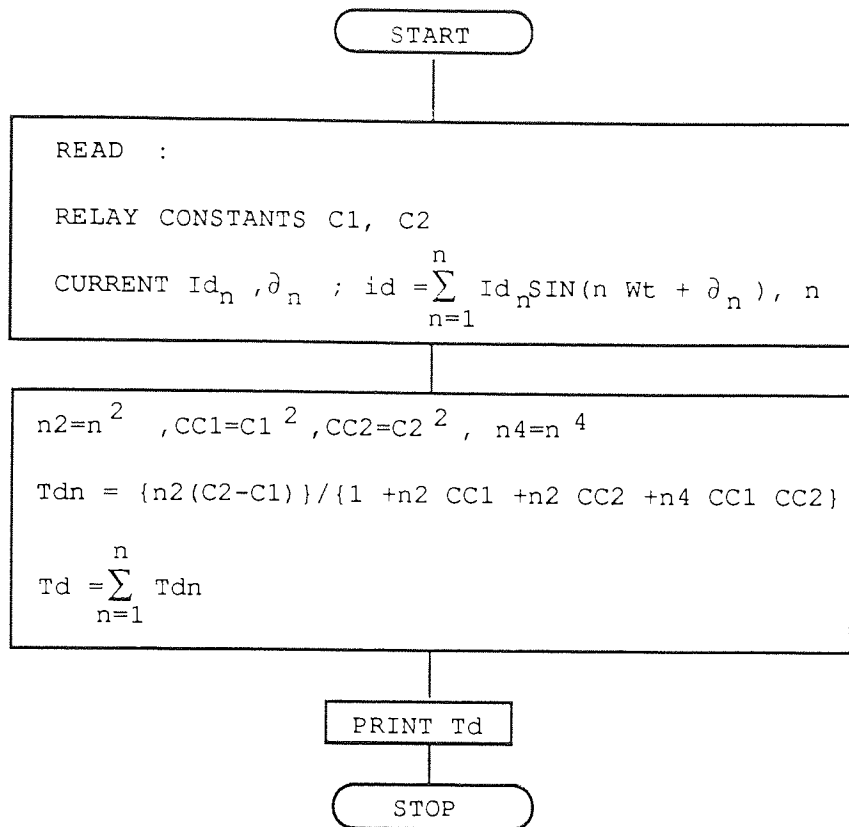 START
READ :
RELAY CONSTANTS C1, C2
n
CURRENT Id_n ,∂_n ; id =∑ Id_n SIN(n Wt + ∂_n ), n
n=1
n2=n^2 ,CC1=C1^2 ,CC2=C2^2 , n4=n^4
Tdn = {n2(C2-C1)}/{1 +n2 CC1 +n2 CC2 +n4 CC1 CC2}
n
Td =∑ Tdn
n=1
PRINT Td
STOP